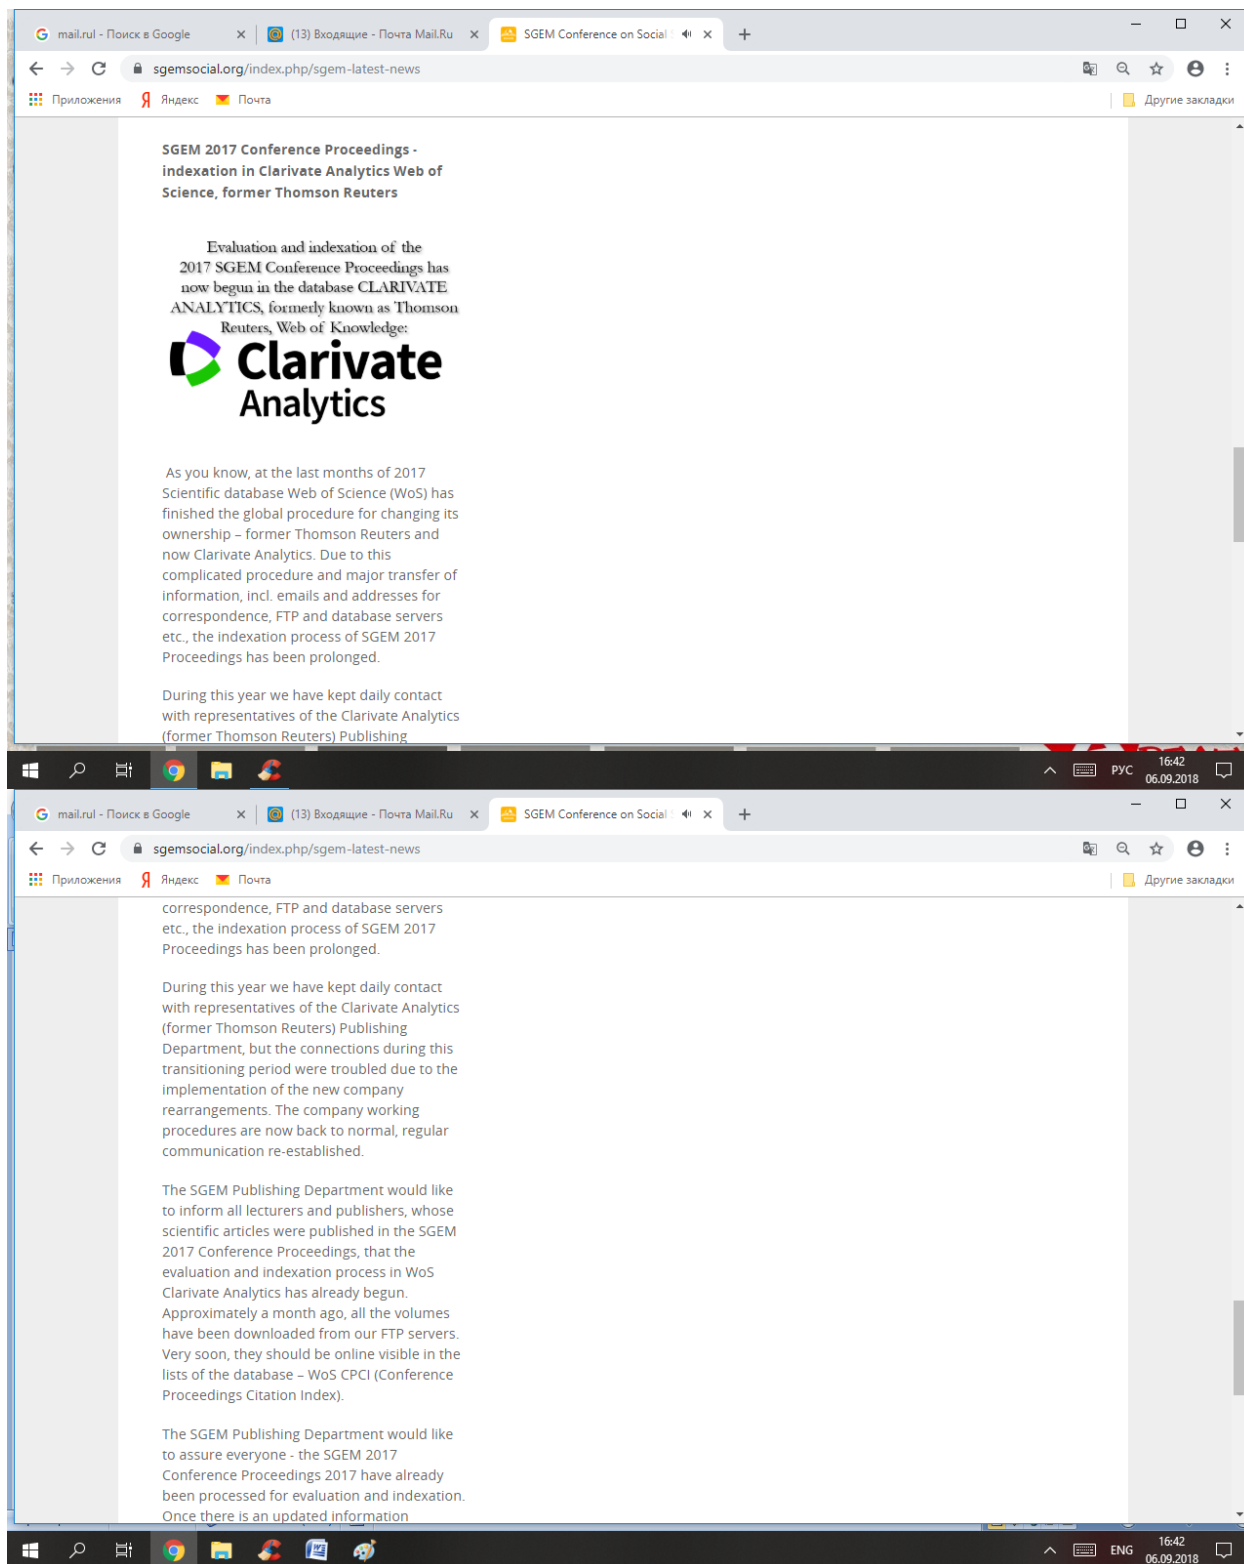 mail.rul - Поиск в Google
(13) Входящие - Почта Mail.Ru
SGEM Conference on Social
sgemsocial.org/index.php/sgem-latest-news
Приложения
Яндекс
Почта
Другие закладки
SGEM 2017 Conference Proceedings -
indexation in Clarivate Analytics Web of
Science, former Thomson Reuters
Evaluation and indexation of the
2017 SGEM Conference Proceedings has
now begun in the database CLARIVATE
ANALYTICS, formerly known as Thomson
Reuters, Web of Knowledge:
Clarivate
Analytics
As you know, at the last months of 2017
Scientific database Web of Science (WoS) has
finished the global procedure for changing its
ownership – former Thomson Reuters and
now Clarivate Analytics. Due to this
complicated procedure and major transfer of
information, incl. emails and addresses for
correspondence, FTP and database servers
etc., the indexation process of SGEM 2017
Proceedings has been prolonged.
During this year we have kept daily contact
with representatives of the Clarivate Analytics
(former Thomson Reuters) Publishing
РУС
16:42
06.09.2018
mail.rul - Поиск в Google
(13) Входящие - Почта Mail.Ru
SGEM Conference on Social
sgemsocial.org/index.php/sgem-latest-news
Приложения
Яндекс
Почта
Другие закладки
correspondence, FTP and database servers
etc., the indexation process of SGEM 2017
Proceedings has been prolonged.
During this year we have kept daily contact
with representatives of the Clarivate Analytics
(former Thomson Reuters) Publishing
Department, but the connections during this
transitioning period were troubled due to the
implementation of the new company
rearrangements. The company working
procedures are now back to normal, regular
communication re-established.
The SGEM Publishing Department would like
to inform all lecturers and publishers, whose
scientific articles were published in the SGEM
2017 Conference Proceedings, that the
evaluation and indexation process in WoS
Clarivate Analytics has already begun.
Approximately a month ago, all the volumes
have been downloaded from our FTP servers.
Very soon, they should be online visible in the
lists of the database – WoS CPCI (Conference
Proceedings Citation Index).
The SGEM Publishing Department would like
to assure everyone - the SGEM 2017
Conference Proceedings 2017 have already
been processed for evaluation and indexation.
Once there is an updated information
ENG
16:42
06.09.2018